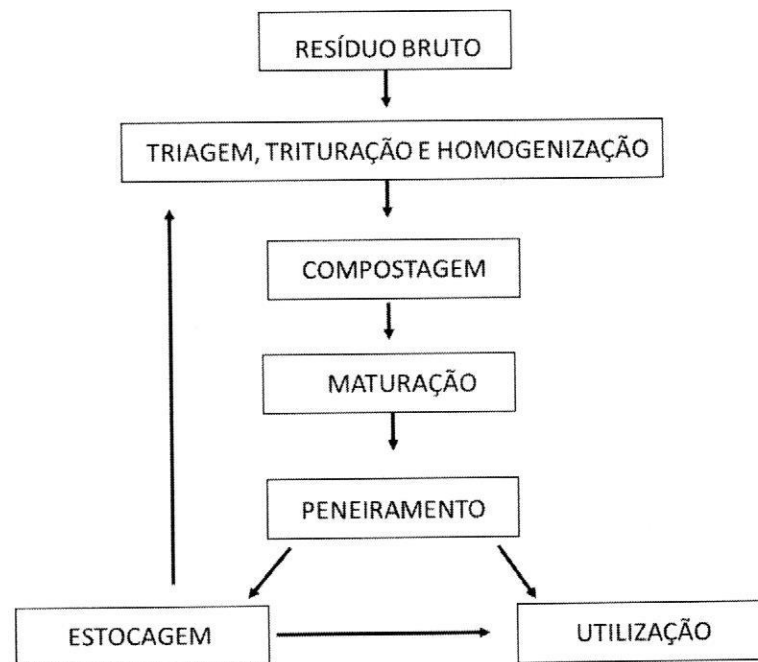 RESÍDUO BRUTO
TRIAGEM, TRITURAÇÃO E HOMOGENIZAÇÃO
COMPOSTAGEM
MATURAÇÃO
PENEIRAMENTO
ESTOCAGEM
UTILIZAÇÃO